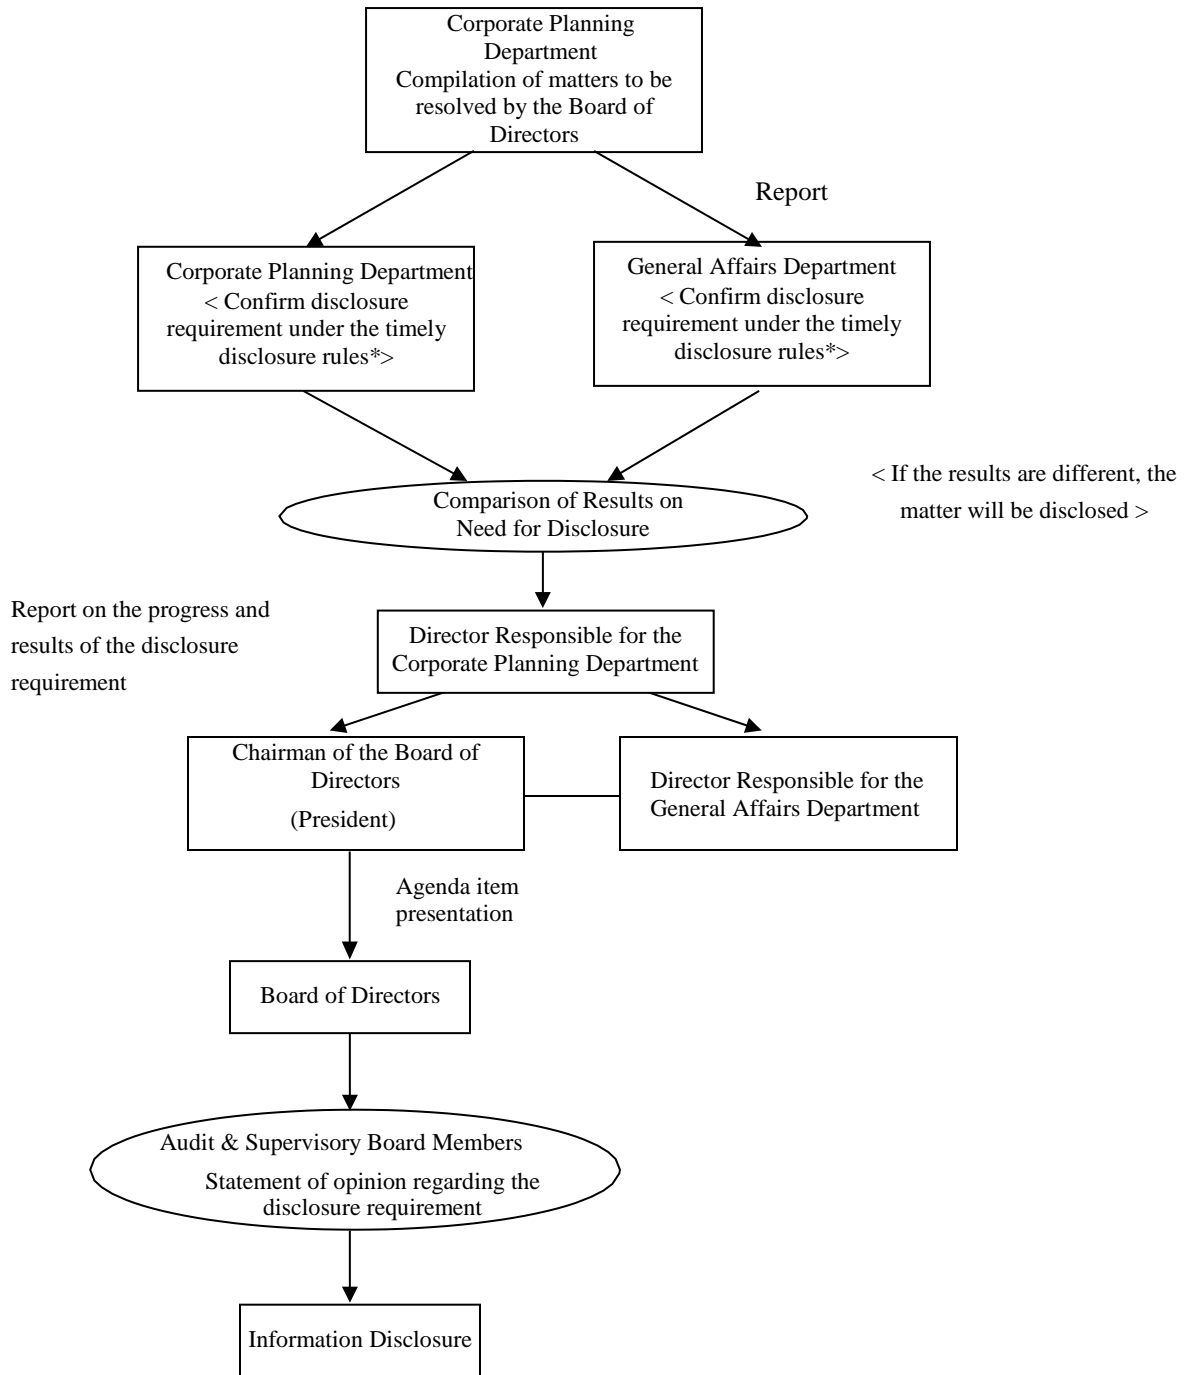 Corporate Planning
Department
Compilation of matters to be
resolved by the Board of
Directors
Report
Corporate Planning Department
< Confirm disclosure
requirement under the timely
disclosure rules*>
General Affairs Department
< Confirm disclosure
requirement under the timely
disclosure rules*>
< If the results are different, the
matter will be disclosed >
Comparison of Results on
Need for Disclosure
Report on the progress and
results of the disclosure
requirement
Director Responsible for the
Corporate Planning Department
Chairman of the Board of
Directors
(President)
Director Responsible for the
General Affairs Department
Agenda item
presentation
Board of Directors
Audit & Supervisory Board Members
Statement of opinion regarding the
disclosure requirement
Information Disclosure